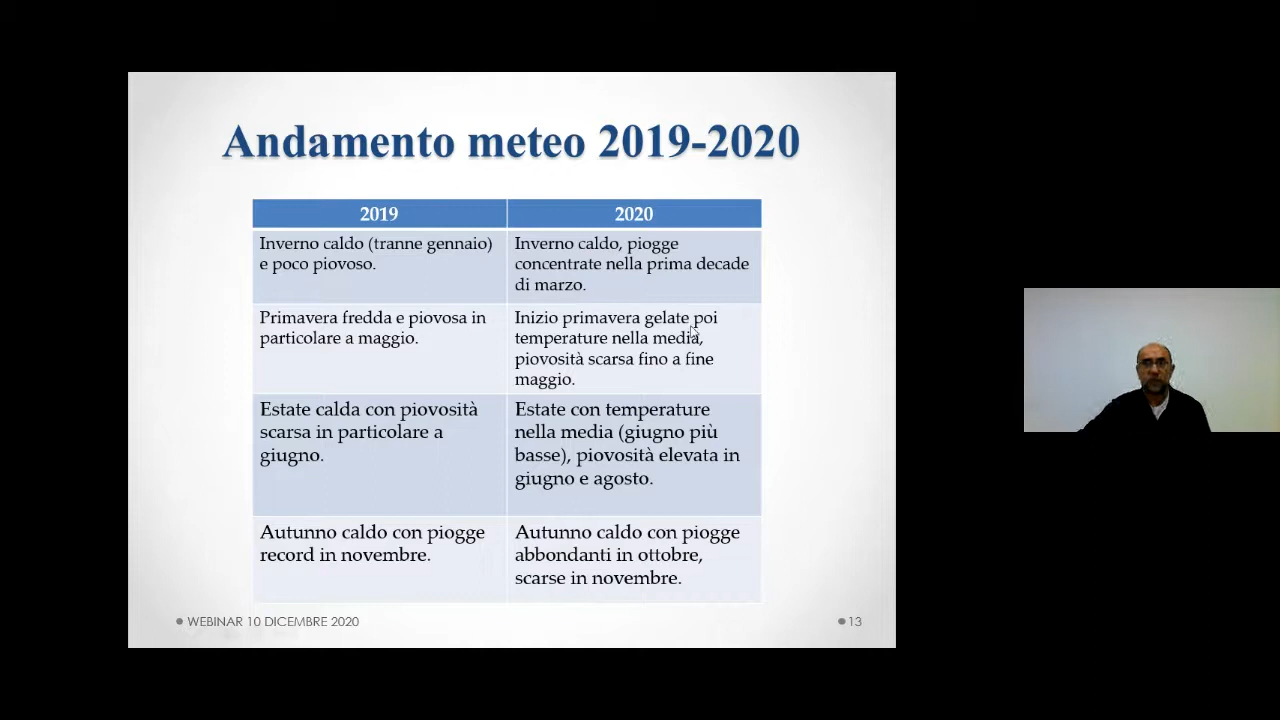 Andamento meteo 2019-2020
2019
2020
Inverno caldo (tranne gennaio)
e poco piovoso.
Inverno caldo, piogge
concentrate nella prima decade
di marzo.
Primavera fredda e piovosa in
particolare a maggio.
Inizio primavera gelate poi
temperature nella media,
piovosità scarsa fino a fine
maggio.
Estate calda con piovosità
scarsa in particolare a
giugno.
Estate con temperature
nella media (giugno più
basse), piovosità elevata in
giugno e agosto.
Autunno caldo con piogge
record in novembre.
Autunno caldo con piogge
abbondanti in ottobre,
scarse in novembre.
WEBINAR 10 DICEMBRE 2020
13